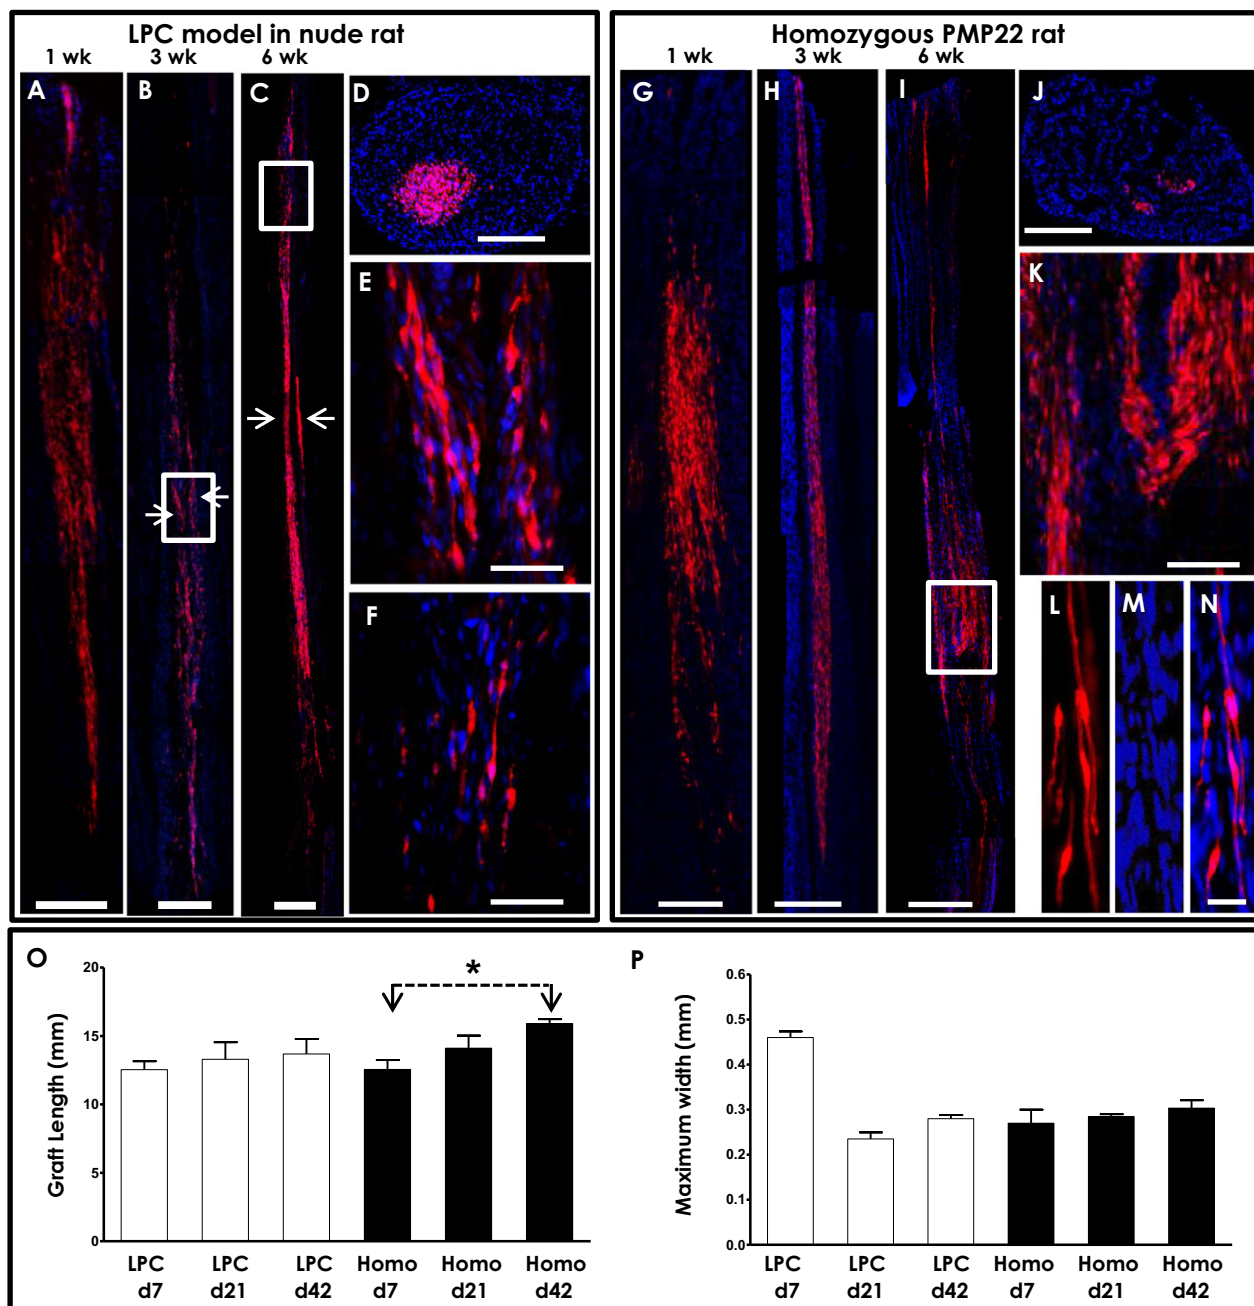 LPC model in nude rat
1 wk 3 wk 6 wk
A B C D
E
F
Homozygous PMP22 rat
1 wk 3 wk 6 wk
G H I J
K
L M N
O
20
15
10
5
0
Graft Length (mm)
*
LPC d7
LPC d21
LPC d42
Homo d7
Homo d21
Homo d42
P
0.6
0.5
0.4
0.3
0.2
0.1
0.0
Maximum width (mm)
LPC d7
LPC d21
LPC d42
Homo d7
Homo d21
Homo d42